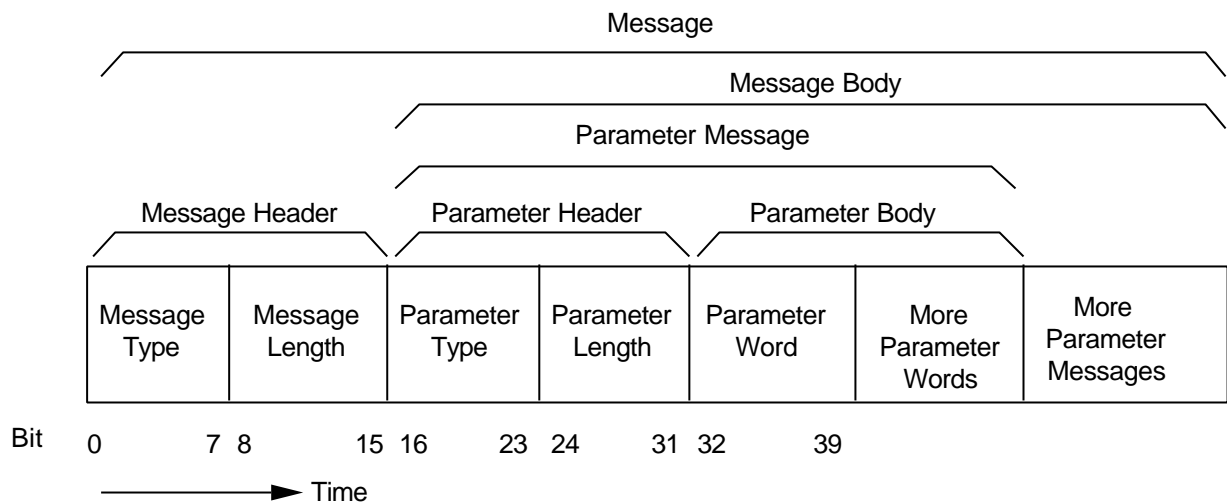 Message
Message Body
Parameter Message
Message Header Parameter Header Parameter Body
Message Type
Message Length
Parameter Type
Parameter Length
Parameter Word
More Parameter Words
More Parameter Messages
Bit 0 7 8 15 16 23 24 31 32 39
Time